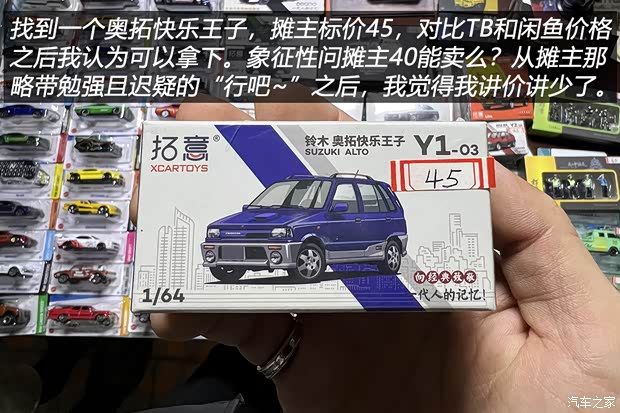 找到一个奥拓快乐王子，摊主标价45，对比TB和闲鱼价格
之后我认为可以拿下。象征性问摊主40能卖么？从摊主那
略带勉强且迟疑的“行吧~”之后，我觉得我讲价讲少了。
拓意®
XCARTOYS
铃木 奥拓快乐王子
SUZUKI ALTO
Y1-03
45
向经典致敬
一代人的记忆!
1/64
汽车之家